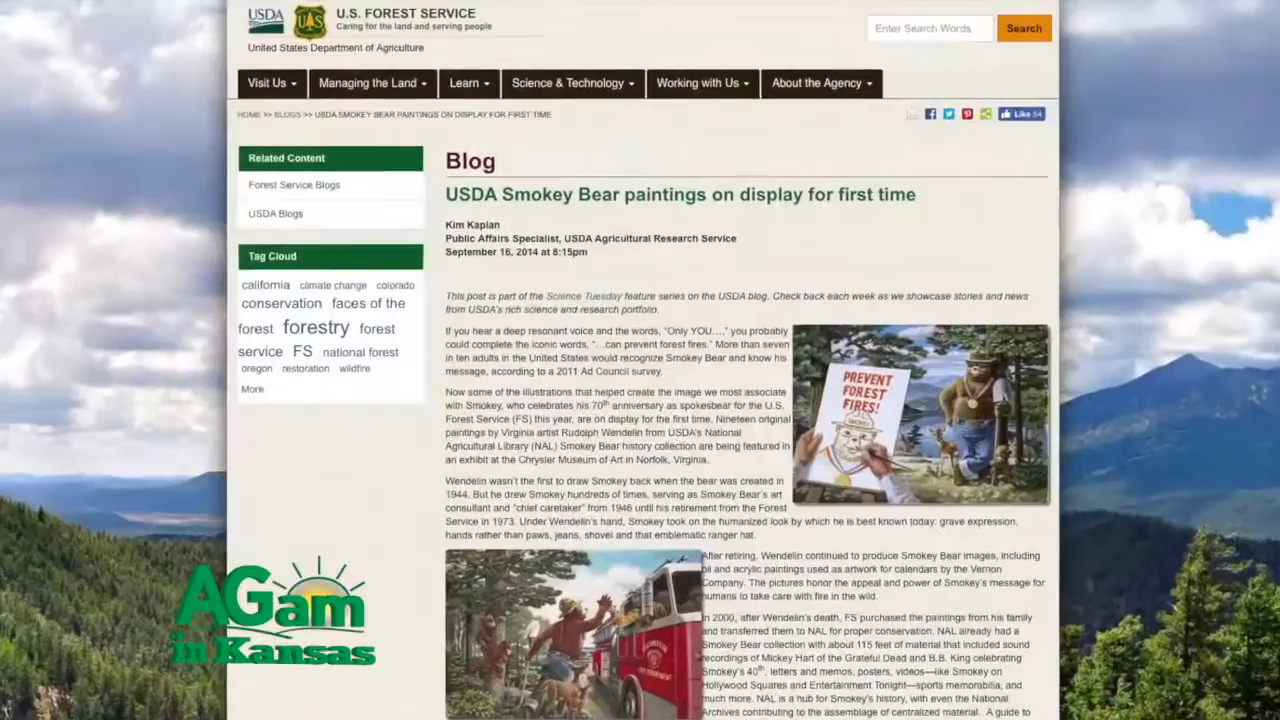 USDA
UAS
U.S. FOREST SERVICE
Caring for the land and serving people
United States Department of Agriculture
Enter Search Words
Search
Visit Us
Managing the Land
Learn
Science & Technology
Working with Us
About the Agency
HOME >> BLOGS >> USDA SMOKEY BEAR PAINTINGS ON DISPLAY FOR FIRST TIME
Like 54
Related Content
Forest Service Blogs
USDA Blogs
Tag Cloud
california climate change colorado
conservation faces of the
forest forestry forest
service FS national forest
oregon restoration wildfire
More
Blog
USDA Smokey Bear paintings on display for first time
Kim Kaplan
Public Affairs Specialist, USDA Agricultural Research Service
September 16, 2014 at 8:15pm
This post is part of the Science Tuesday feature series on the USDA blog. Check back each week as we showcase stories and news
from USDA's rich science and research portfolio.
If you hear a deep resonant voice and the words, "Only YOU…," you probably
could complete the iconic words, "…can prevent forest fires." More than seven
in ten adults in the United States would recognize Smokey Bear and know his
message, according to a 2011 Ad Council survey.
Now some of the illustrations that helped create the image we most associate
with Smokey, who celebrates his 70th anniversary as spokesbear for the U.S.
Forest Service (FS) this year, are on display for the first time. Nineteen original
paintings by Virginia artist Rudolph Wendelin from USDA's National
Agricultural Library (NAL) Smokey Bear history collection are being featured in
an exhibit at the Chrysler Museum of Art in Norfolk, Virginia.
PREVENT
FOREST
FIRES!
Wendelin wasn't the first to draw Smokey back when the bear was created in
1944. But he drew Smokey hundreds of times, serving as Smokey Bear's art
consultant and "chief caretaker" from 1946 until his retirement from the Forest
Service in 1973. Under Wendelin's hand, Smokey took on the humanized look by which he is best known today: grave expression,
hands rather than paws, jeans, shovel and that emblematic ranger hat.
After retiring, Wendelin continued to produce Smokey Bear images, including
oil and acrylic paintings used as artwork for calendars by the Vernon
Company. The pictures honor the appeal and power of Smokey's message for
humans to take care with fire in the wild.
In 2000, after Wendelin's death, FS purchased the paintings from his family
and transferred them to NAL for proper conservation. NAL already had a
Smokey Bear collection with about 115 feet of material that included sound
recordings of Mickey Hart of the Grateful Dead and B.B. King celebrating
Smokey's 40th, letters and memos, posters, videos—like Smokey on
Hollywood Squares and Entertainment Tonight—sports memorabilia, and
much more. NAL is a hub for Smokey's history, with even the National
Archives contributing to the assemblage of centralized material. A guide to
AGam
in Kansas